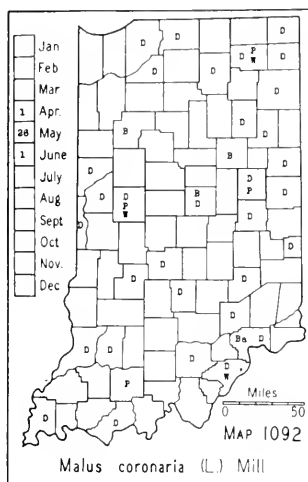 Jan
Feb
Mar
1 Apr.
26 May
1 June
July
Aug
Sept
Oct
Nov.
Dec
D D
D P D
W
D D D
D
B D
B D
D
D D B D
P D P
W
D D
D D
D D
D D Ba D
D D
W
P
D D
Miles
0 50
MAP 1092
Malus coronaria (L.) Mill